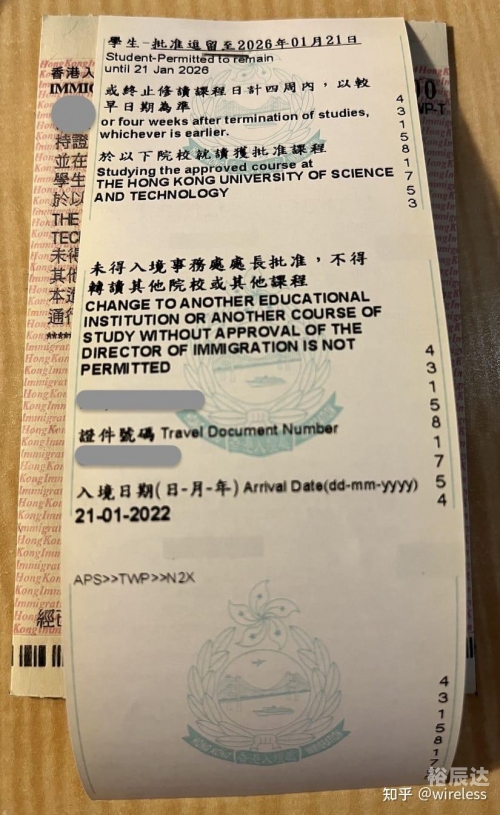 學生-批准逗留至2026年01月21日
Student-Permitted to remain
until 21 Jan 2026
或終止修讀課程日計四周內，以較
早日期為準
or four weeks after termination of studies,
whichever is earlier.
於以下院校就讀獲批准課程
Studying the approved course at
THE HONG KONG UNIVERSITY OF SCIENCE
AND TECHNOLOGY
43158
1753
未得入境事務處處長批准，不得
轉讀其他院校或其他課程
CHANGE TO ANOTHER EDUCATIONAL
INSTITUTION OR ANOTHER COURSE OF
STUDY WITHOUT APPROVAL OF THE
DIRECTOR OF IMMIGRATION IS NOT
PERMITTED
證件號碼 Travel Document Number
入境日期(日-月-年) Arrival Date(dd-mm-yyyy)
21-01-2022
431581754
APS>>TWP>>N2X
431581
香港入
IMMIG
持證
並在
學生
於以
THE
TEC
未得
其他
本進
通行
****
經已
WP-T
裕辰达
知乎 @wireless